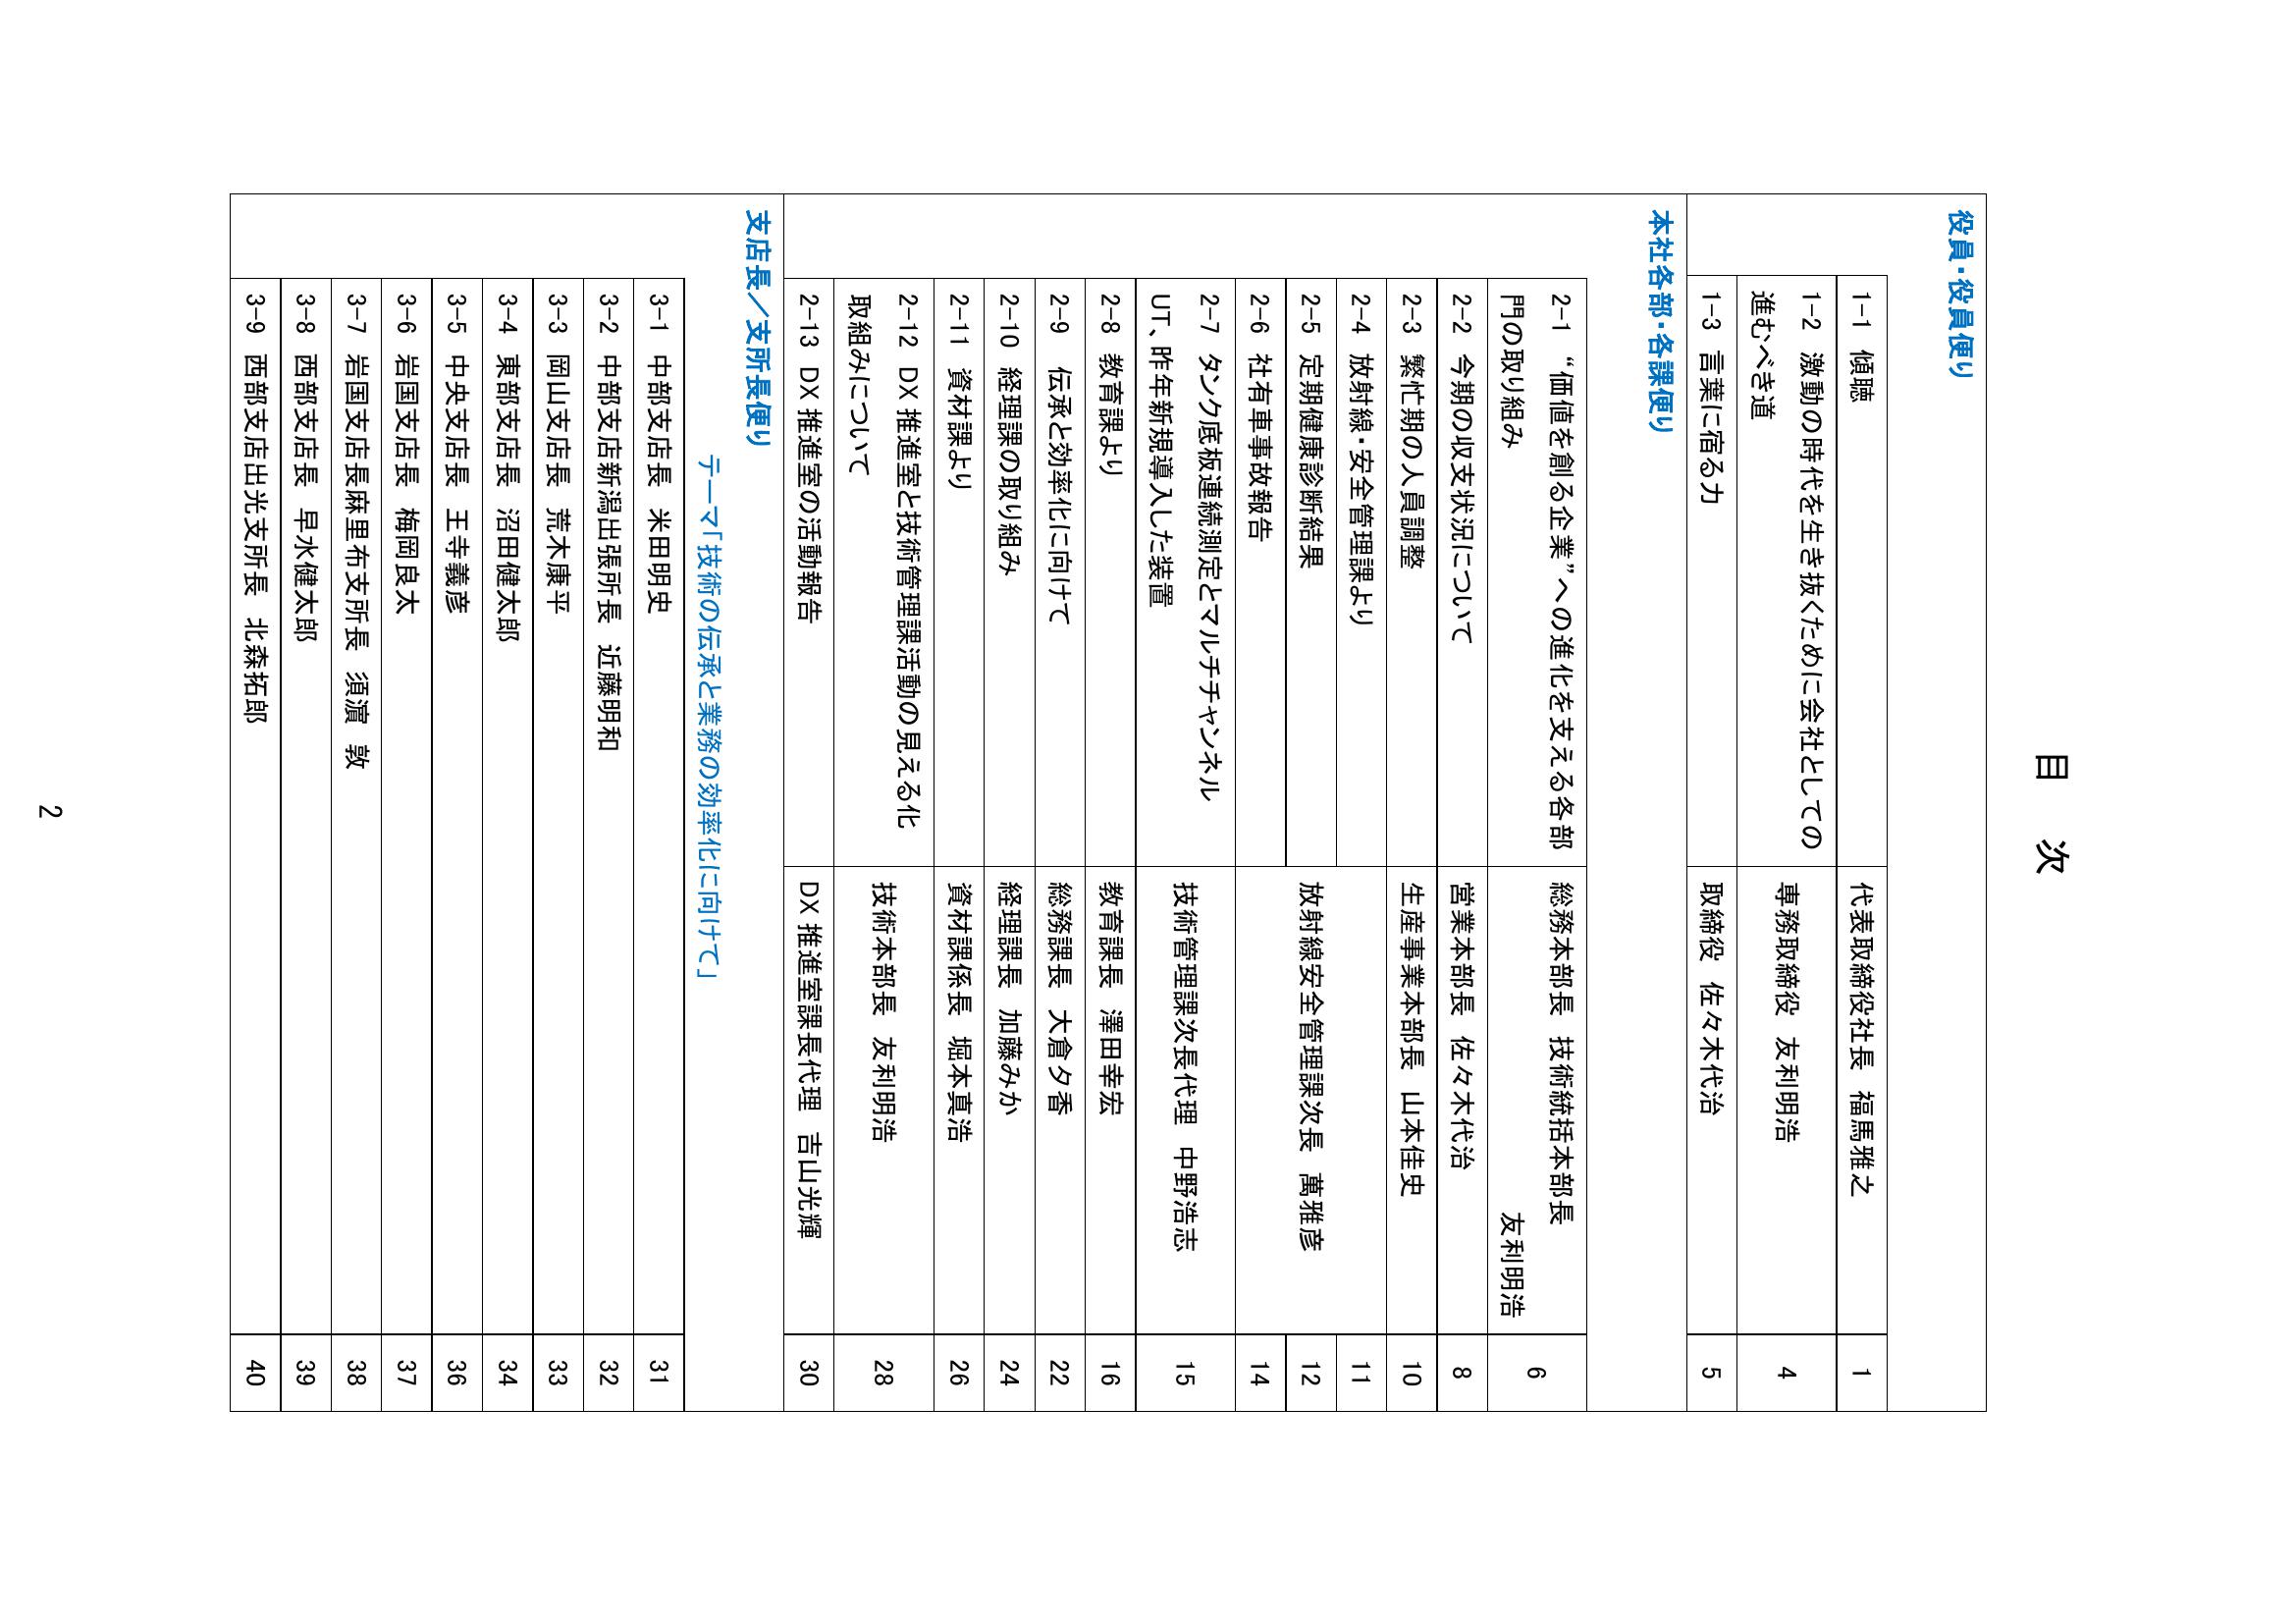 目　次
役員・役員便り
1-1 傾聴　代表取締役社長 福馬雅之　1
1-2 激動の時代を生き抜くために会社としての
進むべき道　専務取締役 友利明浩　4
1-3 言葉に宿る力　取締役 佐々木代治　5
本社各部・各課便り
2-1 “価値を創る企業”への進化を支える各部　総務本部長 技術統括本部長
門の取り組み　友利明浩　6
2-2 今期の収支状況について　営業本部長 佐々木代治　8
2-3 繁忙期の人員調整　生産事業本部長 山本佳史　10
2-4 放射線・安全管理課より　11
2-5 定期健康診断結果　放射線安全管理課次長 萬雅彦　12
2-6 社有車事故報告　14
2-7 タンク底板連続測定とマルチチャンネル
UT、昨年新規導入した装置　技術管理課次長代理 中野浩志　15
2-8 教育課より　教育課長 澤田幸宏　16
2-9 伝承と効率化に向けて　総務課長 大倉夕香　22
2-10 経理課の取り組み　経理課長 加藤みか　24
2-11 資材課より　資材課係長 堀本真浩　26
2-12 DX 推進室と技術管理課活動の見える化
取組みについて　技術本部長 友利明浩　28
2-13 DX 推進室の活動報告　DX 推進室課長代理 吉山光輝　30
支店長／支所長便り
テーマ「技術の伝承と業務の効率化に向けて」
3-1 中部支店長 米田明史　31
3-2 中部支店新潟出張所長 近藤明和　32
3-3 岡山支店長 荒木康平　33
3-4 東部支店長 沼田健太郎　34
3-5 中央支店長 王寺義彦　36
3-6 岩国支店長 梅岡良太　37
3-7 岩国支店長麻里布支所長 須濵 敦　38
3-8 西部支店長 早水健太郎　39
3-9 西部支店出光支所長 北森拓郎　40
2